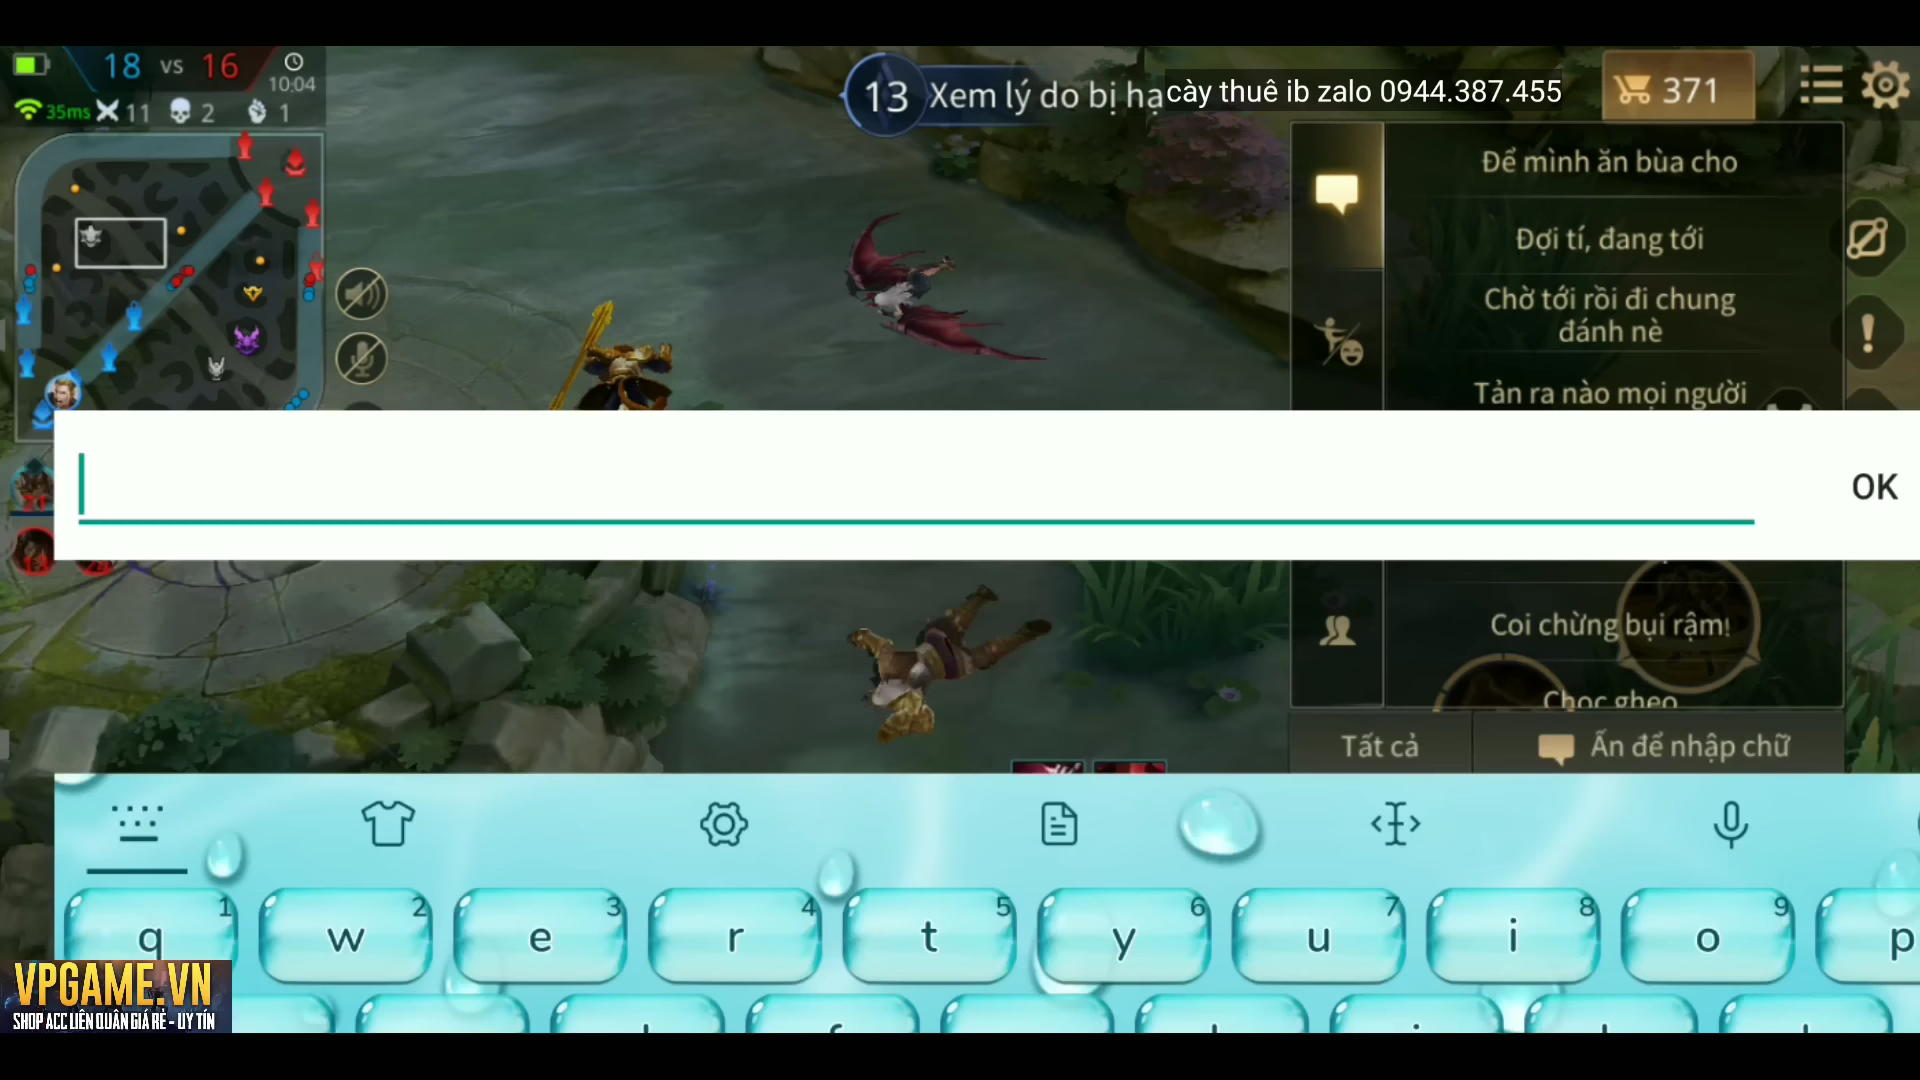 18 vs 16
10:04
35ms 11 2 1
13 Xem lý do bị hạ
cày thuê ib zalo 0944.387.455
371
Để mình ăn bùa cho
Đợi tí, đang tới
Chờ tới rồi đi chung
đánh nè
Tản ra nào mọi người
OK
Coi chừng bụi rậm!
Chọc ghẹo
Tất cả
Ấn để nhập chữ
1 2 3 4 5 6 7 8 9
q w e r t y u i o p
VPGAME.VN
SHOP ACC LIÊN QUÂN GIÁ RẺ - UY TÍN